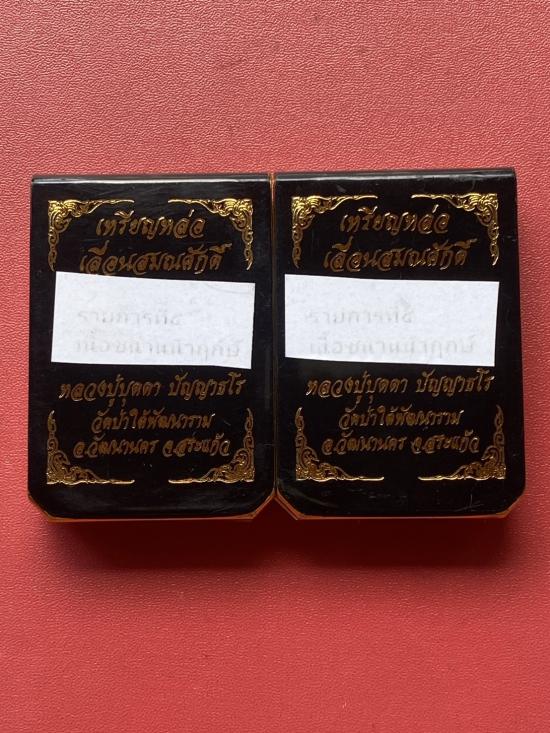 เหรียญหล่อ
เลื่อนสมณศักดิ์
รายการที่๕
เนื้อชนวนนำฤกษ์
หลวงปู่บุดดา ปัญญาธโร
วัดป่าใต้พัฒนาราม
อ.วัฒนานคร จ.สระแก้ว
เหรียญหล่อ
เลื่อนสมณศักดิ์
รายการที่๕
เนื้อชนวนนำฤกษ์
หลวงปู่บุดดา ปัญญาธโร
วัดป่าใต้พัฒนาราม
อ.วัฒนานคร จ.สระแก้ว